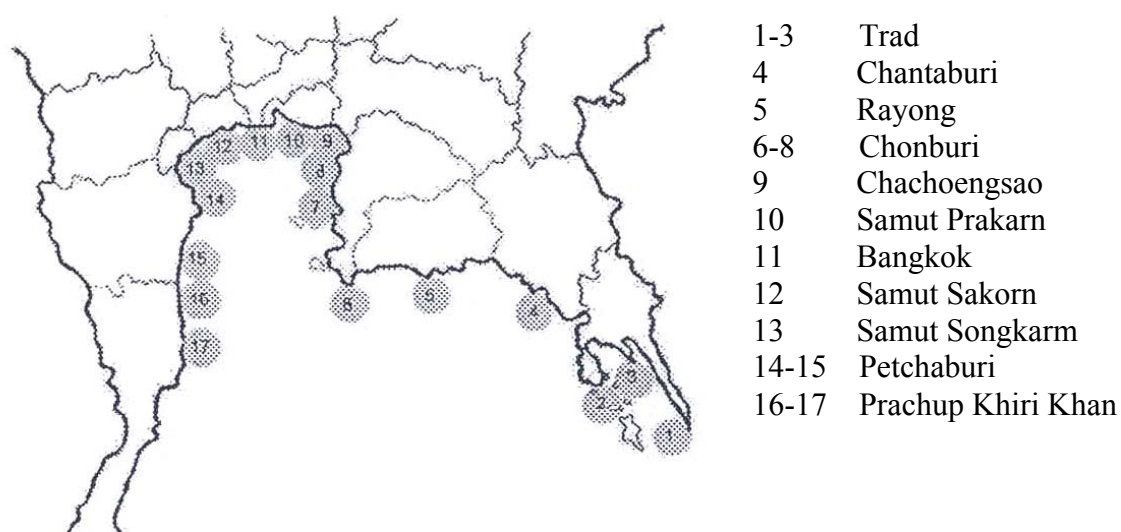 1-3 Trad
4 Chantaburi
5 Rayong
6-8 Chonburi
9 Chachoengsao
10 Samut Prakarn
11 Bangkok
12 Samut Sakorn
13 Samut Songkarm
14-15 Petchaburi
16-17 Prachup Khiri Khan
12 11 10 9
13 8
14 7
15
16 6 5 4
17
3
2
1